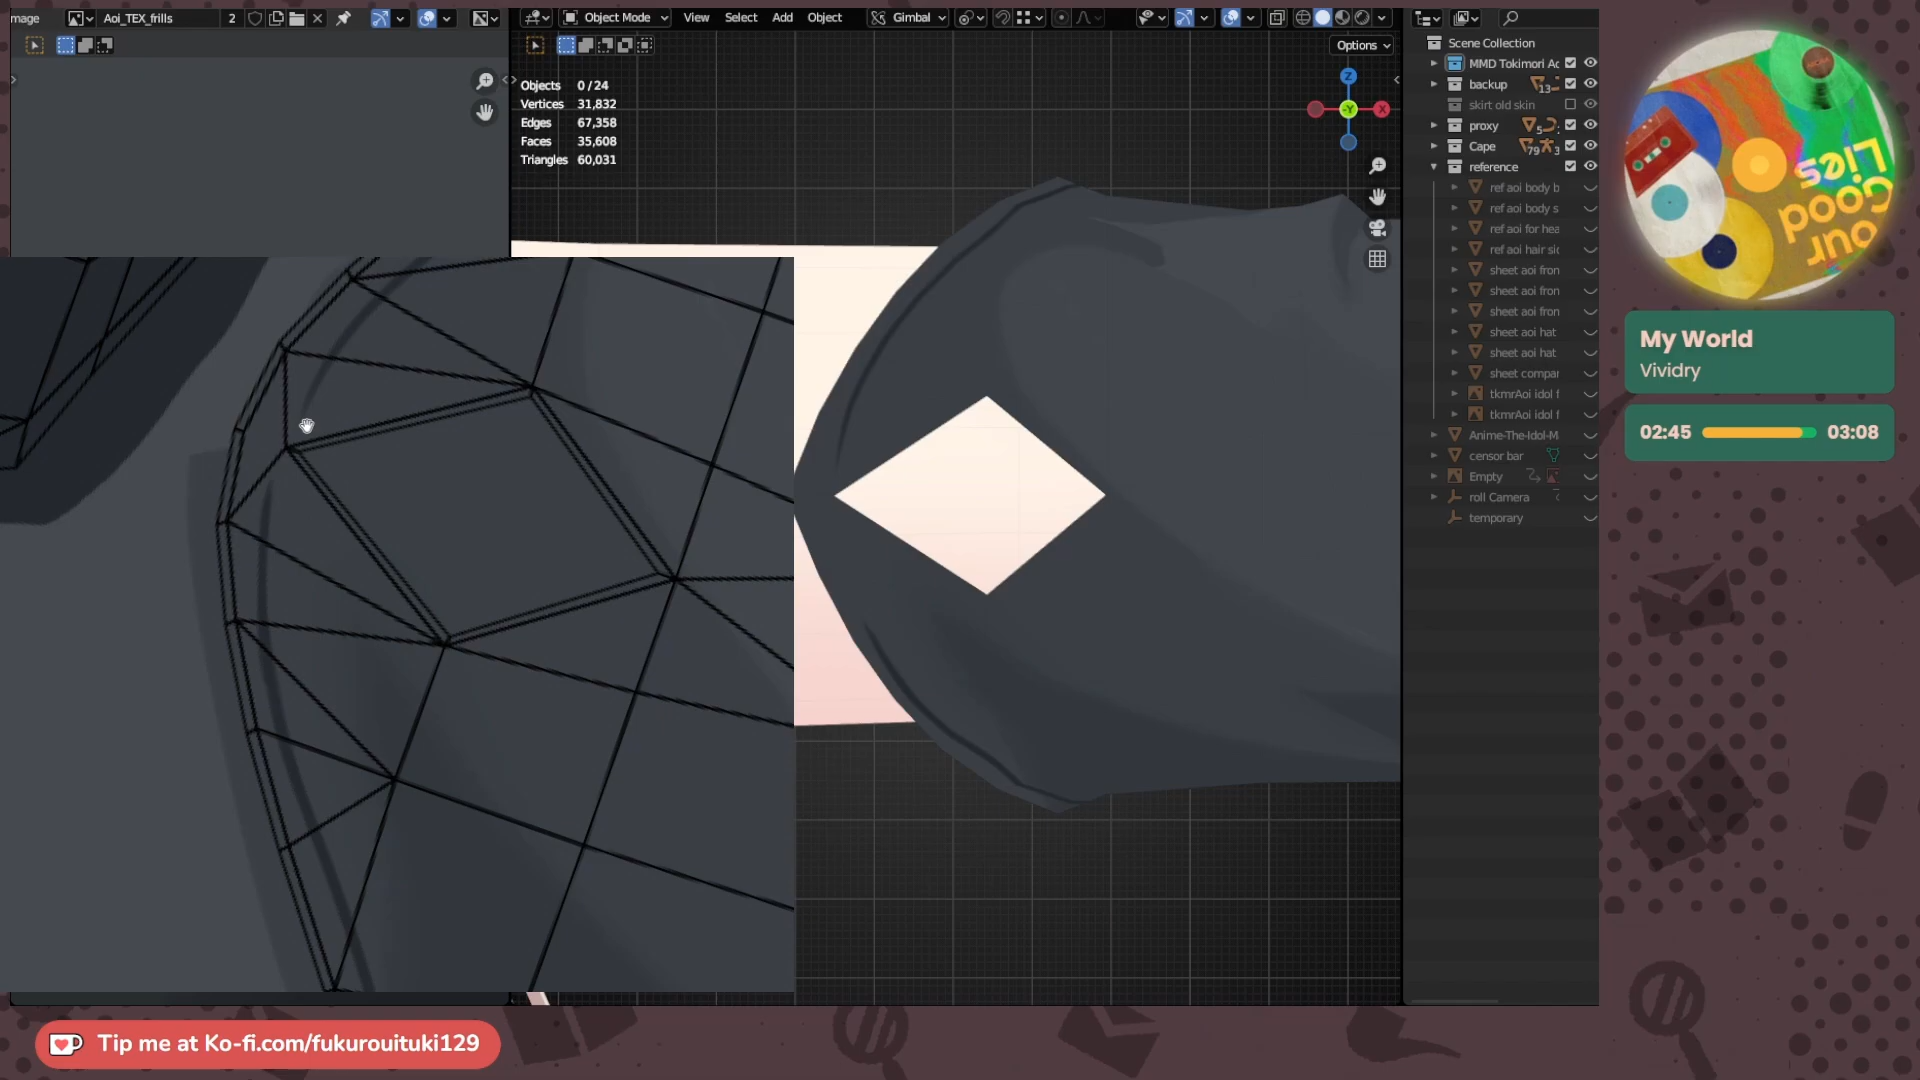 mage
Aoi_TEX_frills
2
Object Mode
View
Select
Add
Object
Gimbal
Options
Objects 0 / 24
Vertices 31,832
Edges 67,358
Faces 35,608
Triangles 60,031
Z
-Y
X
Scene Collection
MMD Tokimori Ac
backup
13
skirt old skin
proxy
5
Cape
79
3
reference
ref aoi body b
ref aoi body s
ref aoi for hea
ref aoi hair sid
sheet aoi fron
sheet aoi fron
sheet aoi fron
sheet aoi hat
sheet aoi hat
sheet compar
tkmrAoi idol f
tkmrAoi idol f
Anime-The-Idol-M
censor bar
Empty
roll Camera
temporary
our
Good
Lies
My World
Vividry
02:45
03:08
Tip me at Ko-fi.com/fukurouituki129